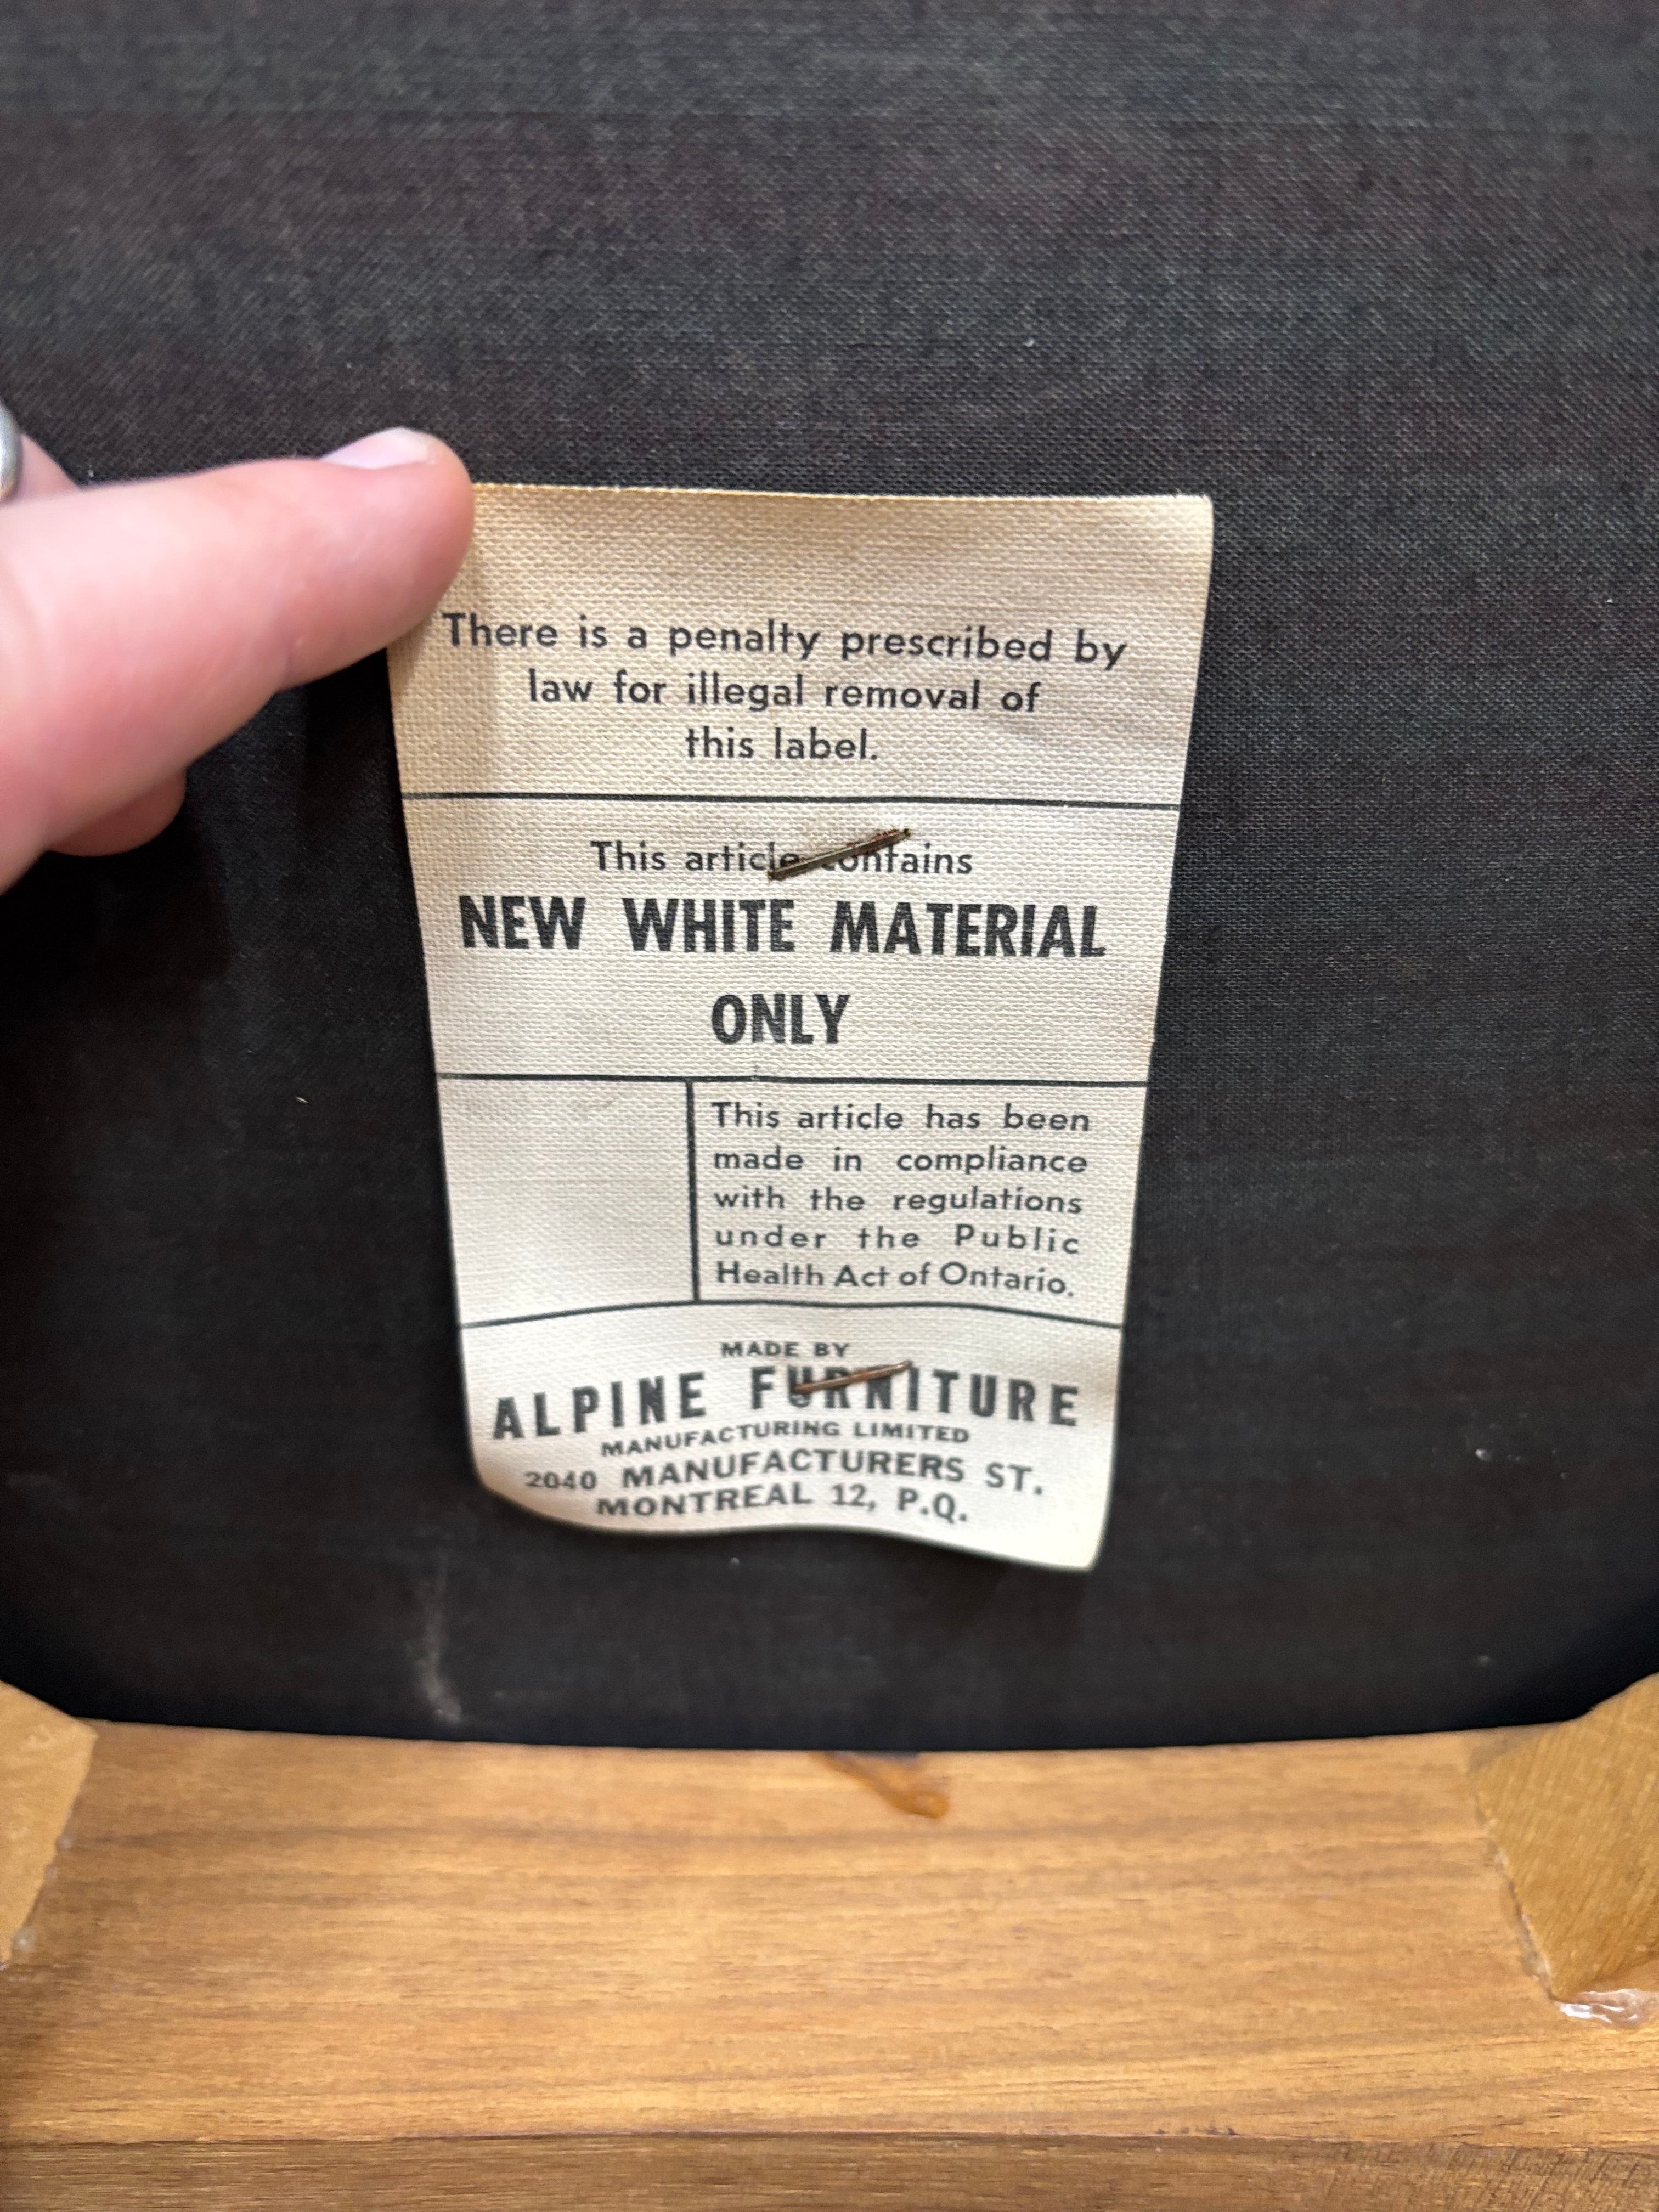 There is a penalty prescribed by
law for illegal removal of
this label.
This article contains
NEW WHITE MATERIAL
ONLY
This article has been
made in compliance
with the regulations
under the Public
Health Act of Ontario.
MADE BY
ALPINE FURNITURE
MANUFACTURING LIMITED
2040 MANUFACTURERS ST.
MONTREAL 12, P.Q.